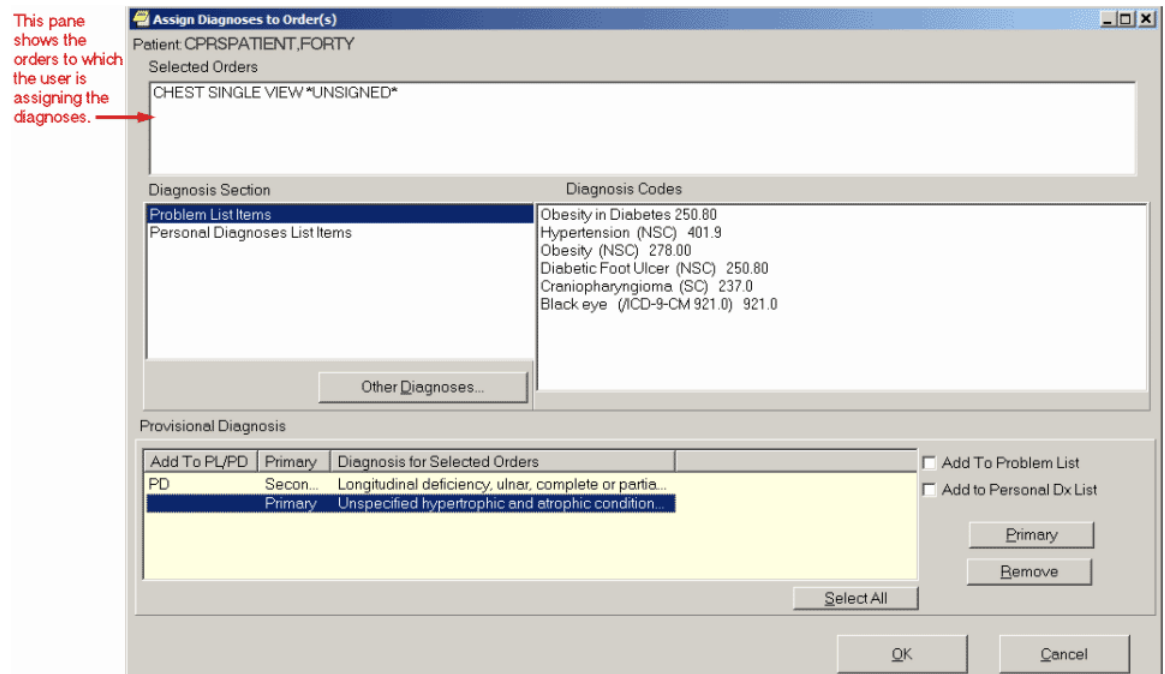 This pane
shows the
orders to which
the user is
assigning the
diagnoses.
Assign Diagnoses to Order(s)
Patient: CPRSPATIENT,FORTY
Selected Orders
CHEST SINGLE VIEW *UNSIGNED*
Diagnosis Section
Diagnosis Codes
Problem List Items
Personal Diagnoses List Items
Obesity in Diabetes 250.80
Hypertension (NSC) 401.9
Obesity (NSC) 278.00
Diabetic Foot Ulcer (NSC) 250.80
Craniopharyngioma (SC) 237.0
Black eye (/ICD-9-CM 921.0) 921.0
Other Diagnoses...
Provisional Diagnosis
Add To PL/PD Primary Diagnosis for Selected Orders
PD Secon... Longitudinal deficiency, ulnar, complete or partia...
Primary Unspecified hypertrophic and atrophic condition...
Add To Problem List
Add to Personal Dx List
Primary
Remove
Select All
OK Cancel